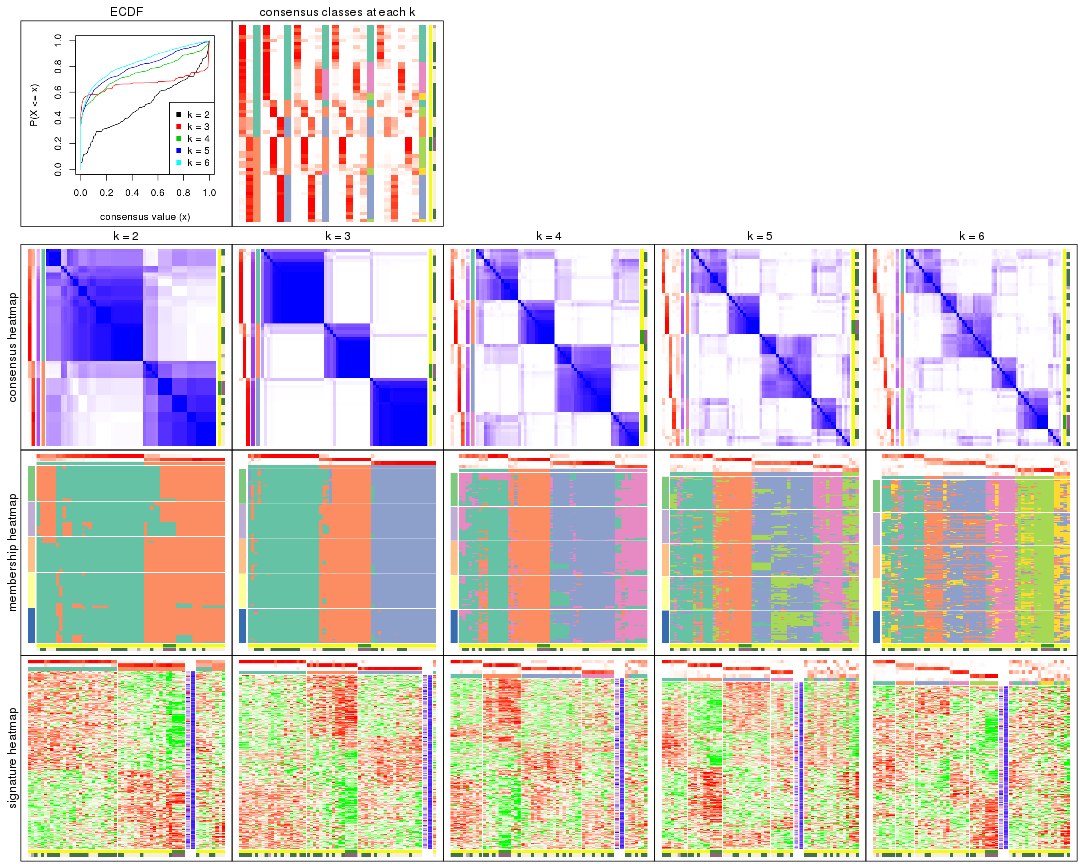 ECDF
consensus classes at each k
P(X <= x)
1.0
0.8
0.6
0.4
0.2
0.0
k = 2
k = 3
k = 4
k = 5
k = 6
0.0 0.2 0.4 0.6 0.8 1.0
consensus value (x)
k = 2
k = 3
k = 4
k = 5
k = 6
consensus heatmap
membership heatmap
signature heatmap